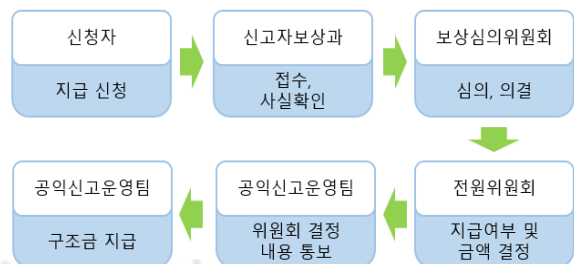 신청자
지급 신청
신고자보상과
접수,
사실확인
보상심의위원회
심의, 의결
전원위원회
지급여부 및
금액 결정
공익신고운영팀
위원회 결정
내용 통보
공익신고운영팀
구조금 지급